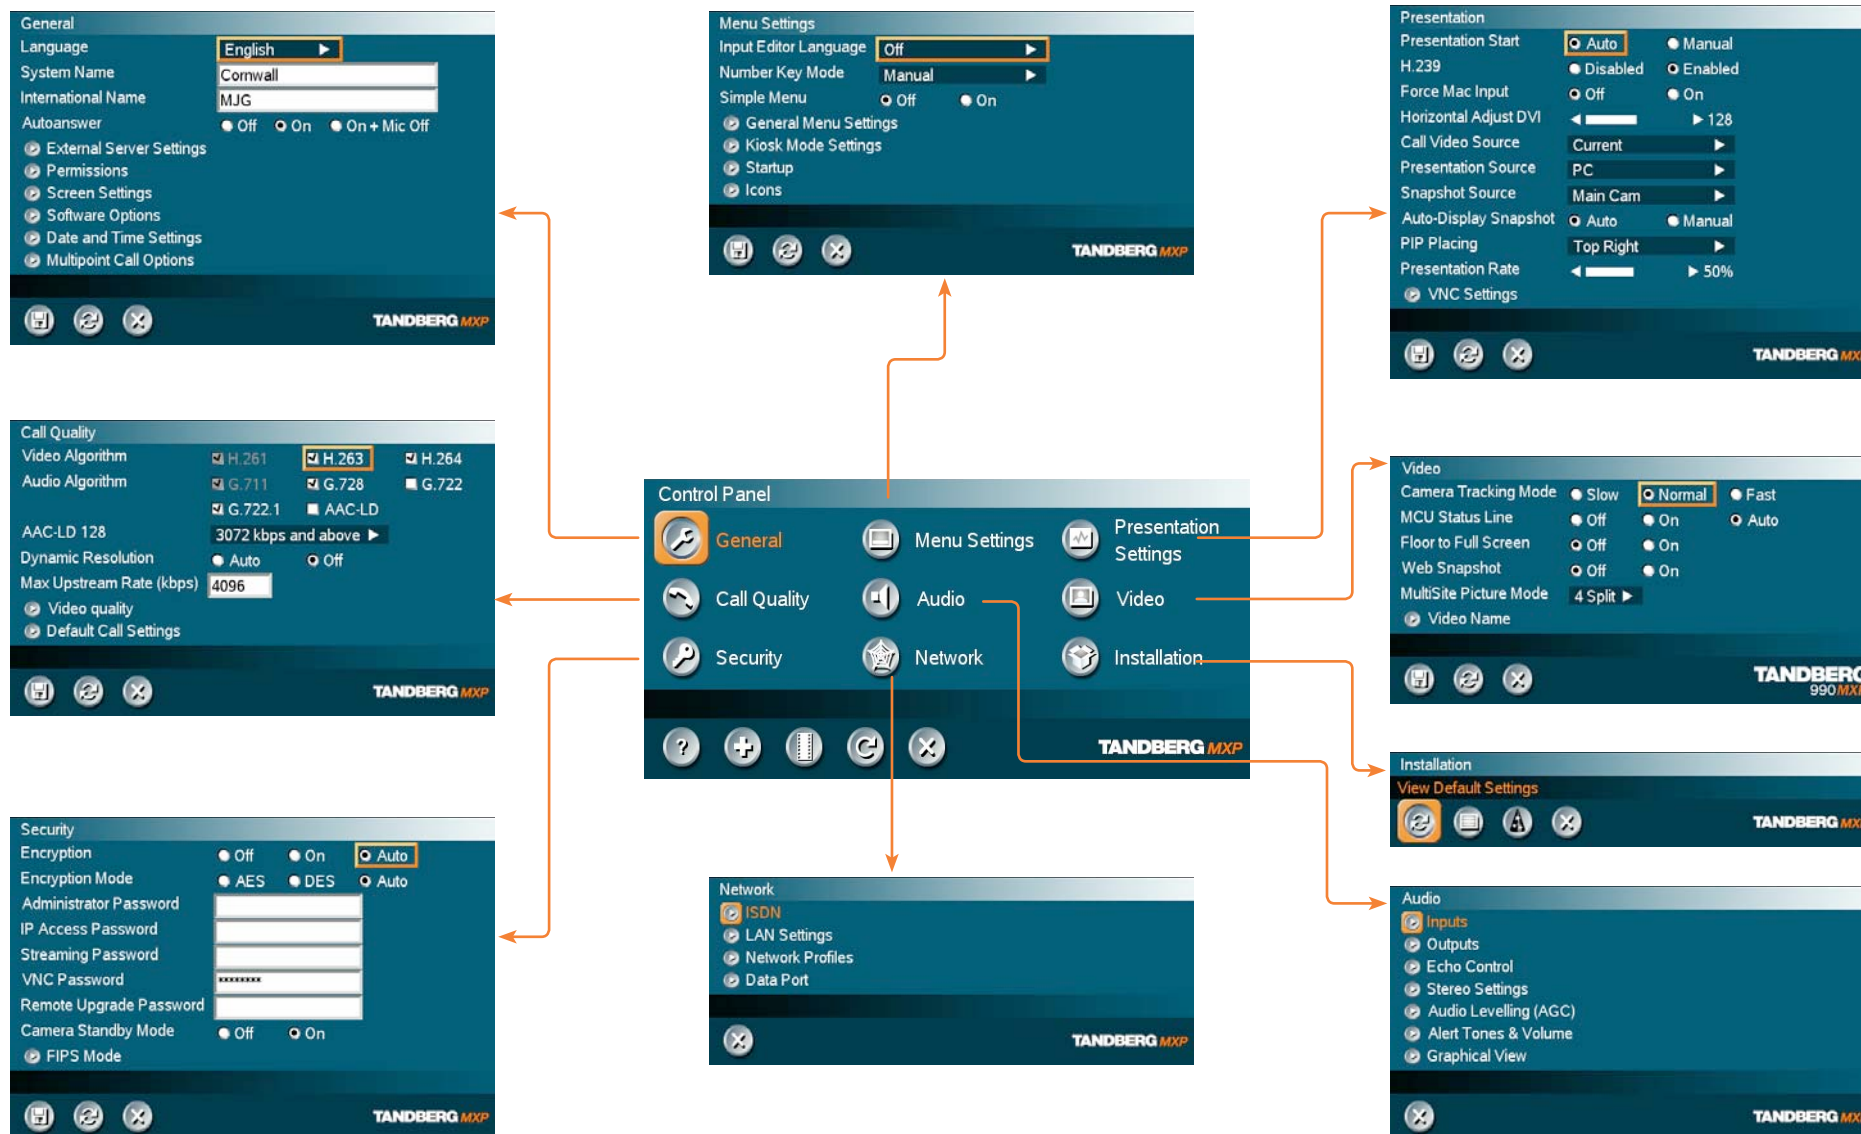 General
Language English
System Name Cornwall
International Name MJG
Autoanswer Off On On + Mic Off
External Server Settings
Permissions
Screen Settings
Software Options
Date and Time Settings
Multipoint Call Options
TANDBERG MXP
Menu Settings
Input Editor Language Off
Number Key Mode Manual
Simple Menu Off On
General Menu Settings
Kiosk Mode Settings
Startup
Icons
TANDBERG MXP
Presentation
Presentation Start Auto Manual
H.239 Disabled Enabled
Force Mac Input Off On
Horizontal Adjust DVI 128
Call Video Source Current
Presentation Source PC
Snapshot Source Main Cam
Auto-Display Snapshot Auto Manual
PIP Placing Top Right
Presentation Rate 50%
VNC Settings
TANDBERG
Call Quality
Video Algorithm H.261 H.263 H.264
Audio Algorithm G.711 G.728 G.722
G.722.1 AAC-LD
AAC-LD 128 3072 kbps and above
Dynamic Resolution Auto Off
Max Upstream Rate (kbps) 4096
Video quality
Default Call Settings
TANDBERG MXP
Control Panel
General Menu Settings Presentation Settings
Call Quality Audio Video
Security Network Installation
?
TANDBERG MXP
Video
Camera Tracking Mode Slow Normal Fast
MCU Status Line Off On Auto
Floor to Full Screen Off On
Web Snapshot Off On
MultiSite Picture Mode 4 Split
Video Name
TANDBERG
990
Installation
View Default Settings
TANDBERG
Security
Encryption Off On Auto
Encryption Mode AES DES Auto
Administrator Password
IP Access Password
Streaming Password
VNC Password ********
Remote Upgrade Password
Camera Standby Mode Off On
FIPS Mode
TANDBERG MXP
Network
ISDN
LAN Settings
Network Profiles
Data Port
TANDBERG MXP
Audio
Inputs
Outputs
Echo Control
Stereo Settings
Audio Levelling (AGC)
Alert Tones & Volume
Graphical View
TANDBERG